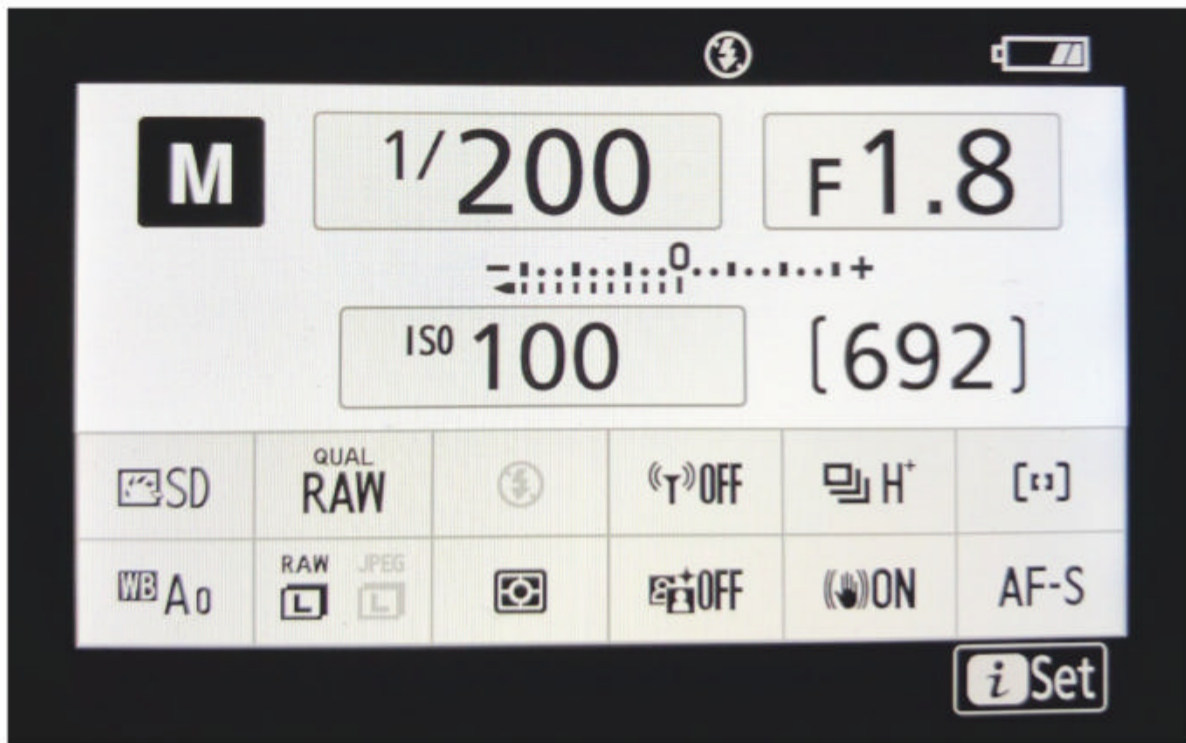 M 1/200 F1.8
- 0 +
ISO 100 [692]
SD QUAL RAW OFF H+ [ ]
WB A0 RAW L JPEG L OFF ON AF-S
i Set